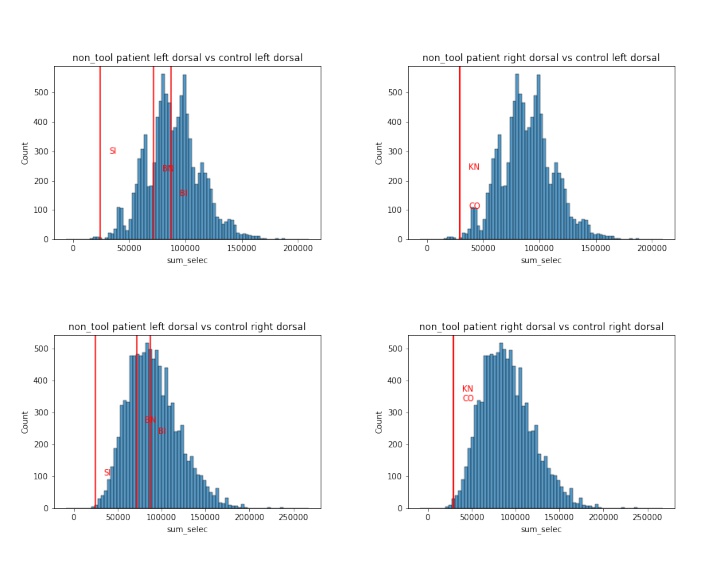 non_tool patient left dorsal vs control left dorsal
500
400
300
200
100
0
Count
SI
BN
BI
0 50000 100000 150000 200000
sum_selec
non_tool patient right dorsal vs control left dorsal
500
400
300
200
100
0
Count
KN
CO
0 50000 100000 150000 200000
sum_selec
non_tool patient left dorsal vs control right dorsal
500
400
300
200
100
0
Count
BN
BI
SI
0 50000 100000 150000 200000 250000
sum_selec
non_tool patient right dorsal vs control right dorsal
500
400
300
200
100
0
Count
KN
CO
0 50000 100000 150000 200000 250000
sum_selec